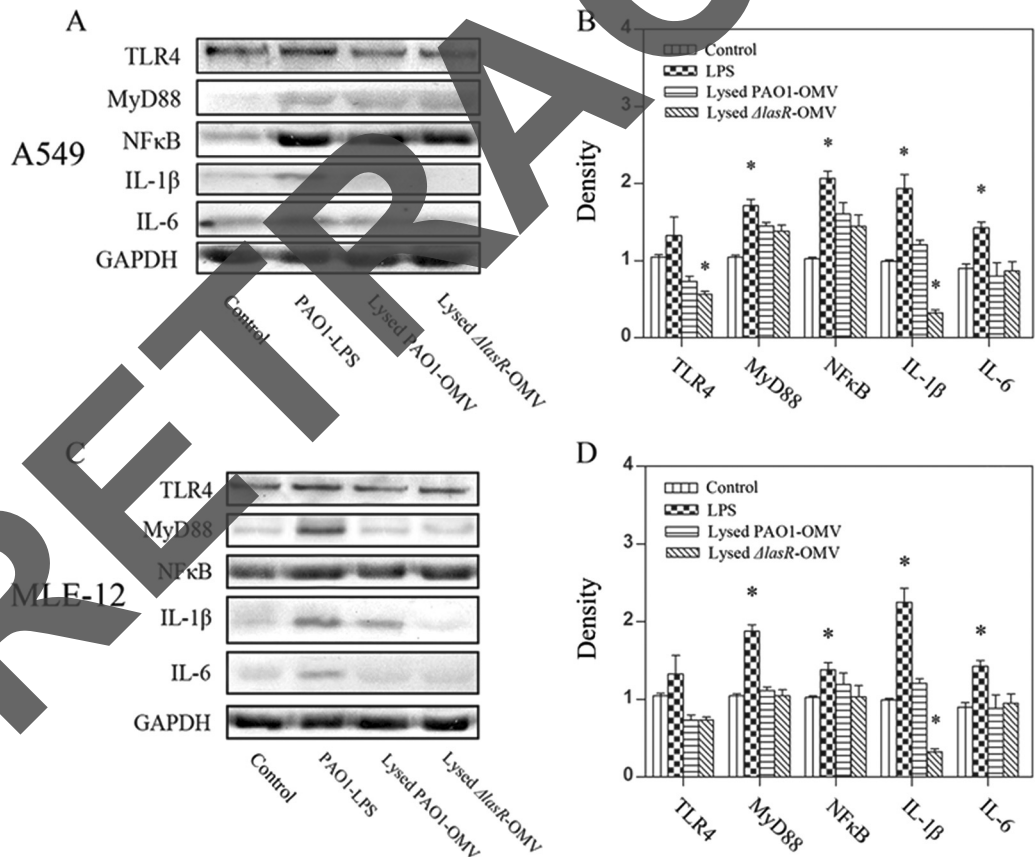 A
TLR4
MyD88
NFκB
IL-1β
IL-6
GAPDH
A549
Control
PAO1-LPS
Lysed PAO1-OMV
Lysed ΔlasR-OMV
B
4
3
2
1
0
Density
Control
LPS
Lysed PAO1-OMV
Lysed ΔlasR-OMV
*
*
*
*
*
*
TLR4
MyD88
NFκB
IL-1β
IL-6
C
TLR4
MyD88
NFκB
IL-1β
IL-6
GAPDH
MLE-12
Control
PAO1-LPS
Lysed PAO1-OMV
Lysed ΔlasR-OMV
D
4
3
2
1
0
Density
Control
LPS
Lysed PAO1-OMV
Lysed ΔlasR-OMV
*
*
*
*
*
TLR4
MyD88
NFκB
IL-1β
IL-6
RETRAC